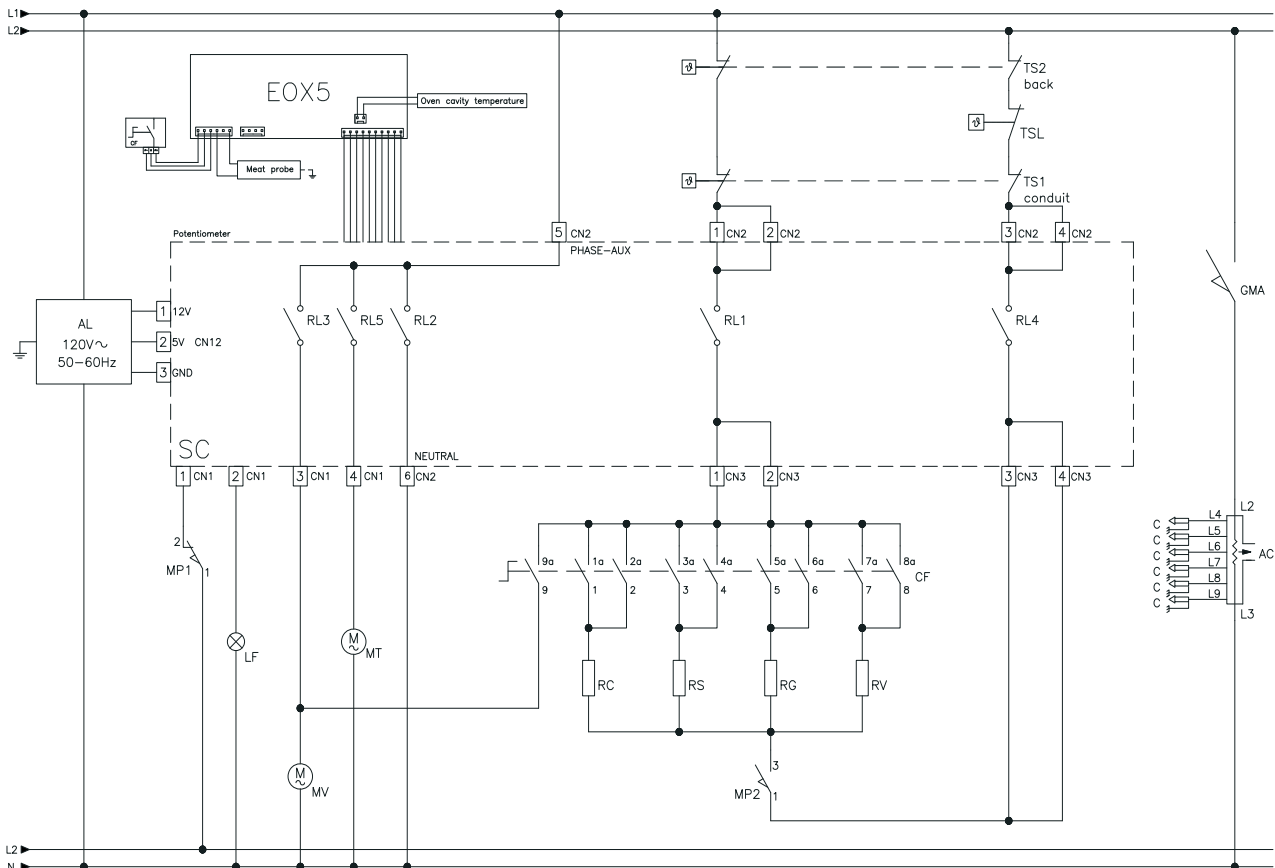 L1
L2
EOX5
Oven cavity temperature
CF
Meat probe
TS2
back
TSL
TS1
conduit
Potentiometer
5 CN2
PHASE-AUX
1 CN2
2 CN2
3 CN2
4 CN2
GMA
AL
120V~
50-60Hz
1 12V
2 5V CN12
3 GND
RL3
RL5
RL2
RL1
RL4
SC
NEUTRAL
1 CN1
2 CN1
3 CN1
4 CN1
6 CN2
1 CN3
2 CN3
3 CN3
4 CN3
L2
C L4
C L5
C L6
C L7
C L8
C L9
AC
L3
2
MP1
1
9a
1a
2a
3a
4a
5a
6a
7a
8a
CF
9
1
2
3
4
5
6
7
8
LF
M
~
MT
RC
RS
RG
RV
M
~
MV
3
MP2
1
L2
N